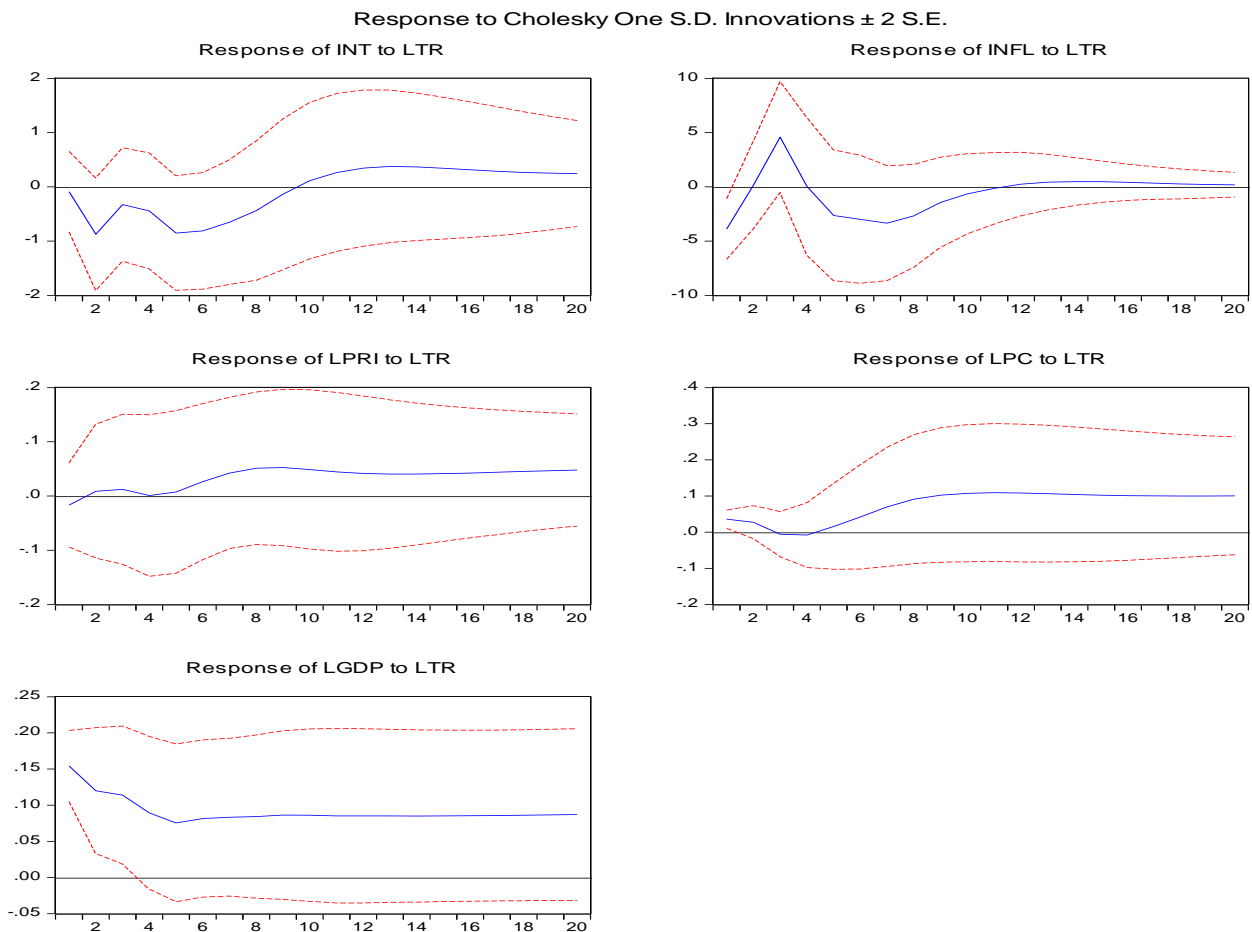 Response to Cholesky One S.D. Innovations ± 2 S.E.
Response of INT to LTR
2
1
0
-1
-2
2 4 6 8 10 12 14 16 18 20
Response of INFL to LTR
10
5
0
-5
-10
2 4 6 8 10 12 14 16 18 20
Response of LPRI to LTR
.2
.1
.0
-.1
-.2
2 4 6 8 10 12 14 16 18 20
Response of LPC to LTR
.4
.3
.2
.1
.0
-.1
-.2
2 4 6 8 10 12 14 16 18 20
Response of LGDP to LTR
.25
.20
.15
.10
.05
.00
-.05
2 4 6 8 10 12 14 16 18 20